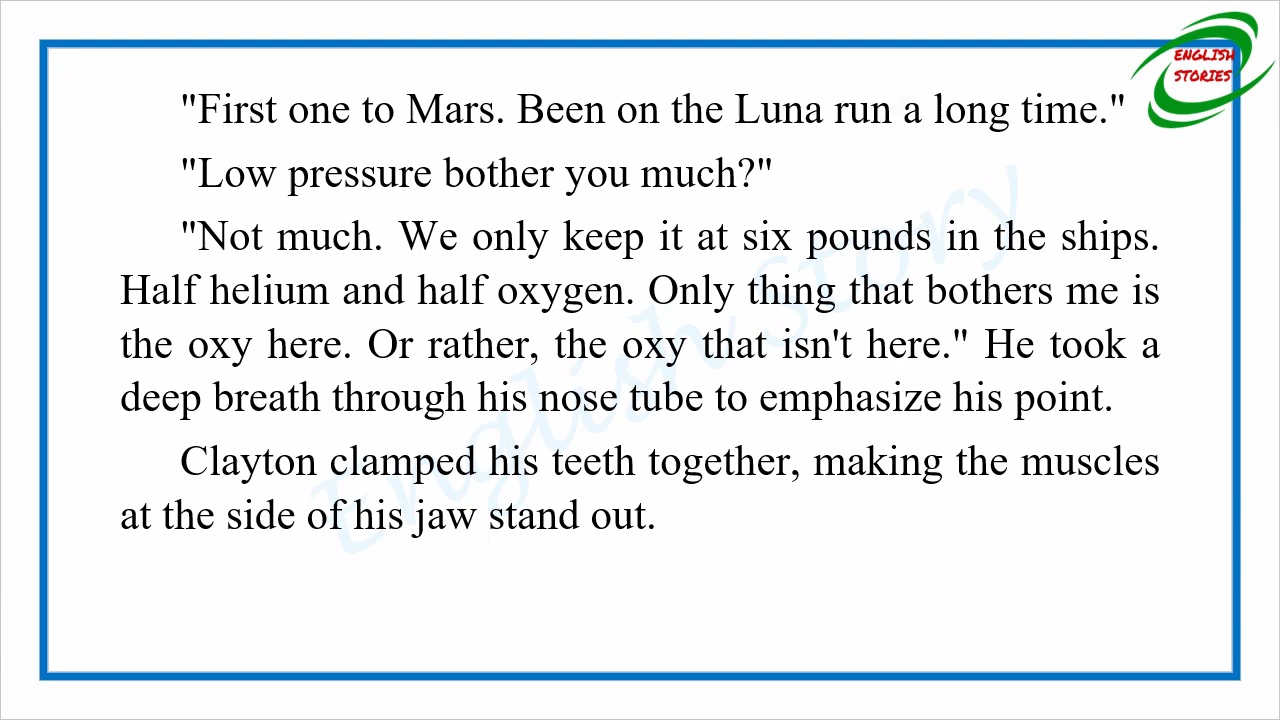 ENGLISH
STORIES
"First one to Mars. Been on the Luna run a long time."
"Low pressure bother you much?"
"Not much. We only keep it at six pounds in the ships.
Half helium and half oxygen. Only thing that bothers me is
the oxy here. Or rather, the oxy that isn't here." He took a
deep breath through his nose tube to emphasize his point.
Clayton clamped his teeth together, making the muscles
at the side of his jaw stand out.
English Story